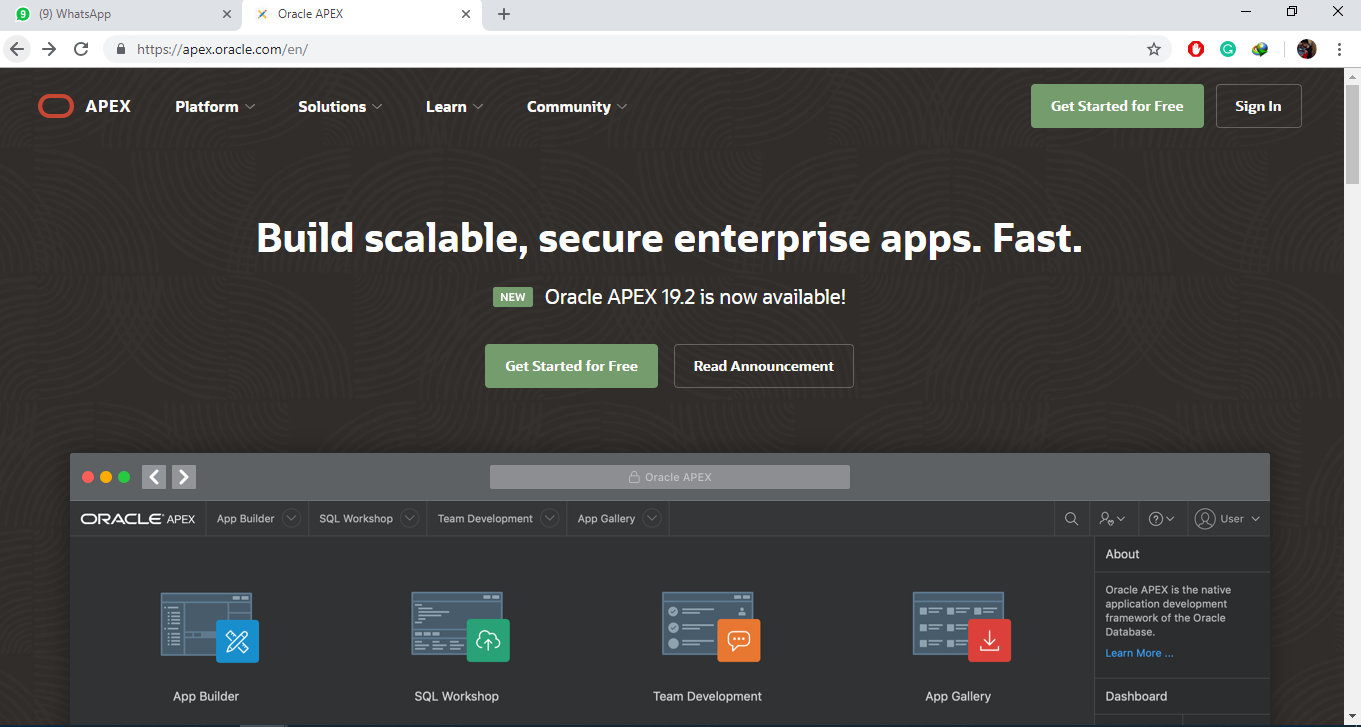 (9) WhatsApp
Oracle APEX
https://apex.oracle.com/en/
APEX
Platform
Solutions
Learn
Community
Get Started for Free
Sign In
Build scalable, secure enterprise apps. Fast.
NEW Oracle APEX 19.2 is now available!
Get Started for Free
Read Announcement
Oracle APEX
ORACLE APEX
App Builder
SQL Workshop
Team Development
App Gallery
User
About
Oracle APEX is the native
application development
framework of the Oracle
Database.
Learn More ...
App Builder
SQL Workshop
Team Development
App Gallery
Dashboard